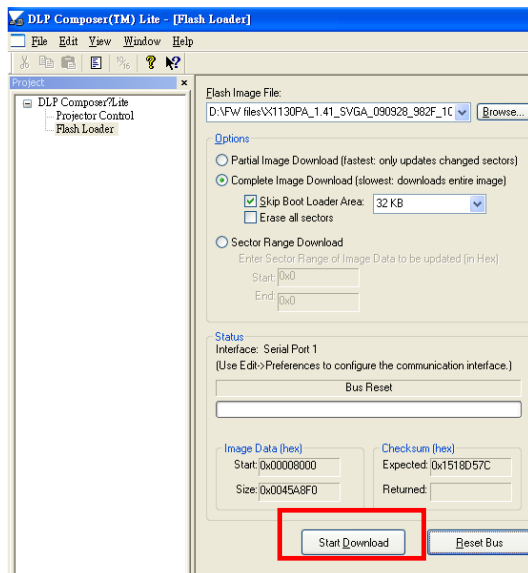 DLP Composer(TM) Lite - [Flash Loader]
File Edit View Window Help
Project
DLP Composer?Lite
Projector Control
Flash Loader
Flash Image File:
D:\FW files\X1130PA_1.41_SVGA_090928_982F_1C
Browse...
Options
Partial Image Download (fastest: only updates changed sectors)
Complete Image Download (slowest: downloads entire image)
Skip Boot Loader Area: 32 KB
Erase all sectors
Sector Range Download
Enter Sector Range of Image Data to be updated (in Hex)
Start: 0x0
End: 0x0
Status
Interface: Serial Port 1
(Use Edit->Preferences to configure the communication interface.)
Bus Reset
Image Data (hex)
Start: 0x00008000
Size: 0x0045A8F0
Checksum (hex)
Expected: 0x1518D57C
Returned:
Start Download
Reset Bus